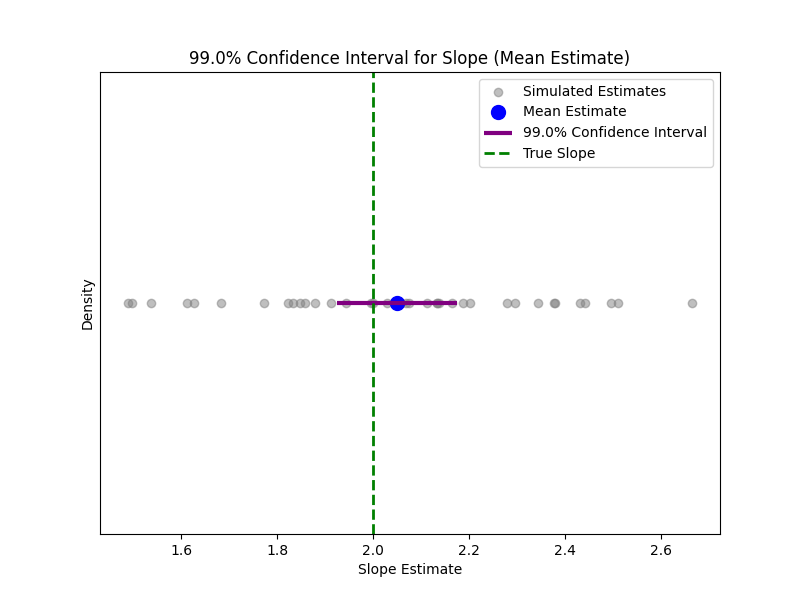 99.0% Confidence Interval for Slope (Mean Estimate)
Simulated Estimates
Mean Estimate
99.0% Confidence Interval
True Slope
Density
1.6 1.8 2.0 2.2 2.4 2.6
Slope Estimate